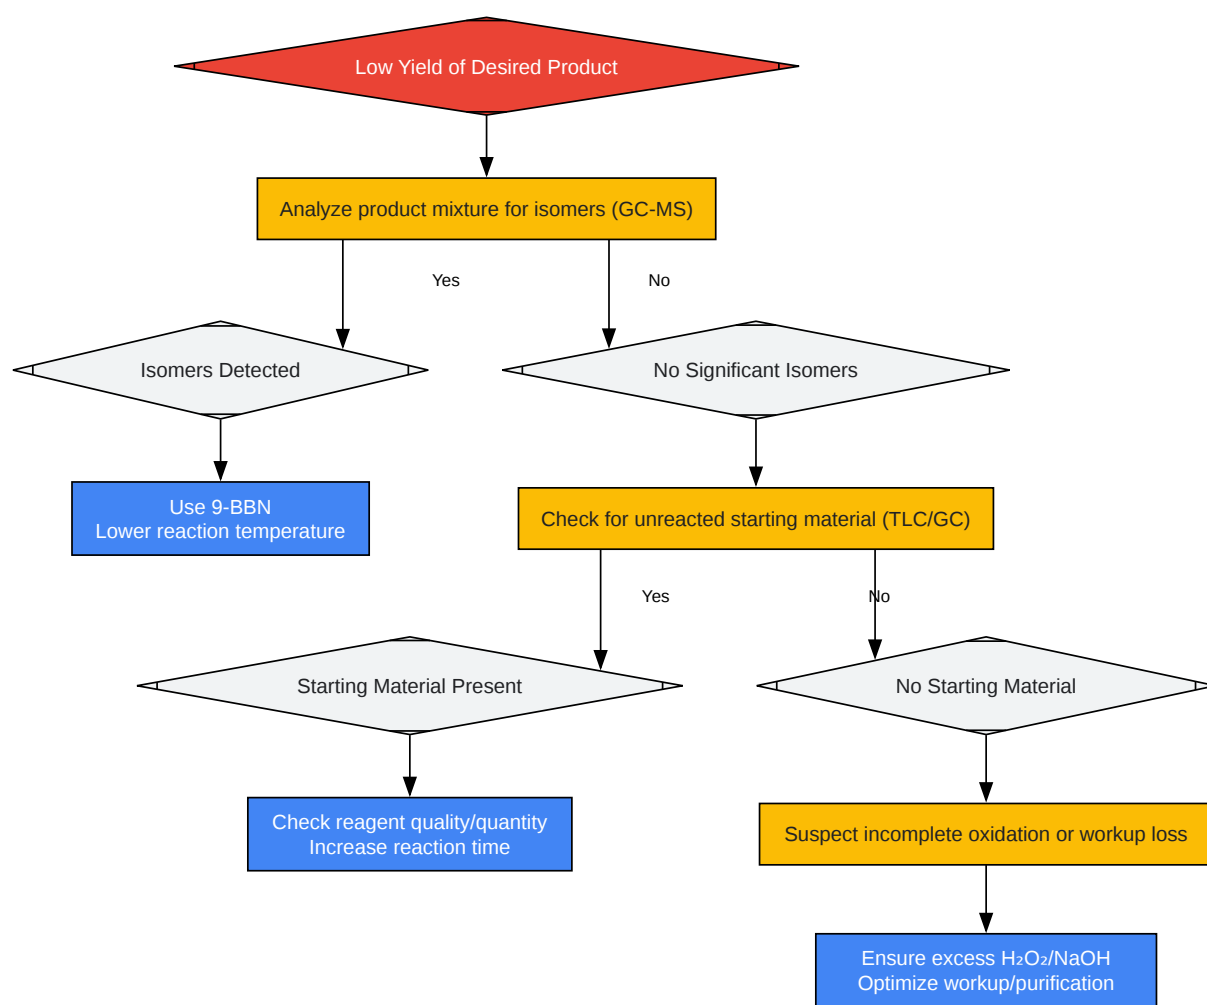 Low Yield of Desired Product
Analyze product mixture for isomers (GC-MS)
Yes
No
Isomers Detected
No Significant Isomers
Use 9-BBN
Lower reaction temperature
Check for unreacted starting material (TLC/GC)
Yes
No
Starting Material Present
No Starting Material
Check reagent quality/quantity
Increase reaction time
Suspect incomplete oxidation or workup loss
Ensure excess H₂O₂/NaOH
Optimize workup/purification